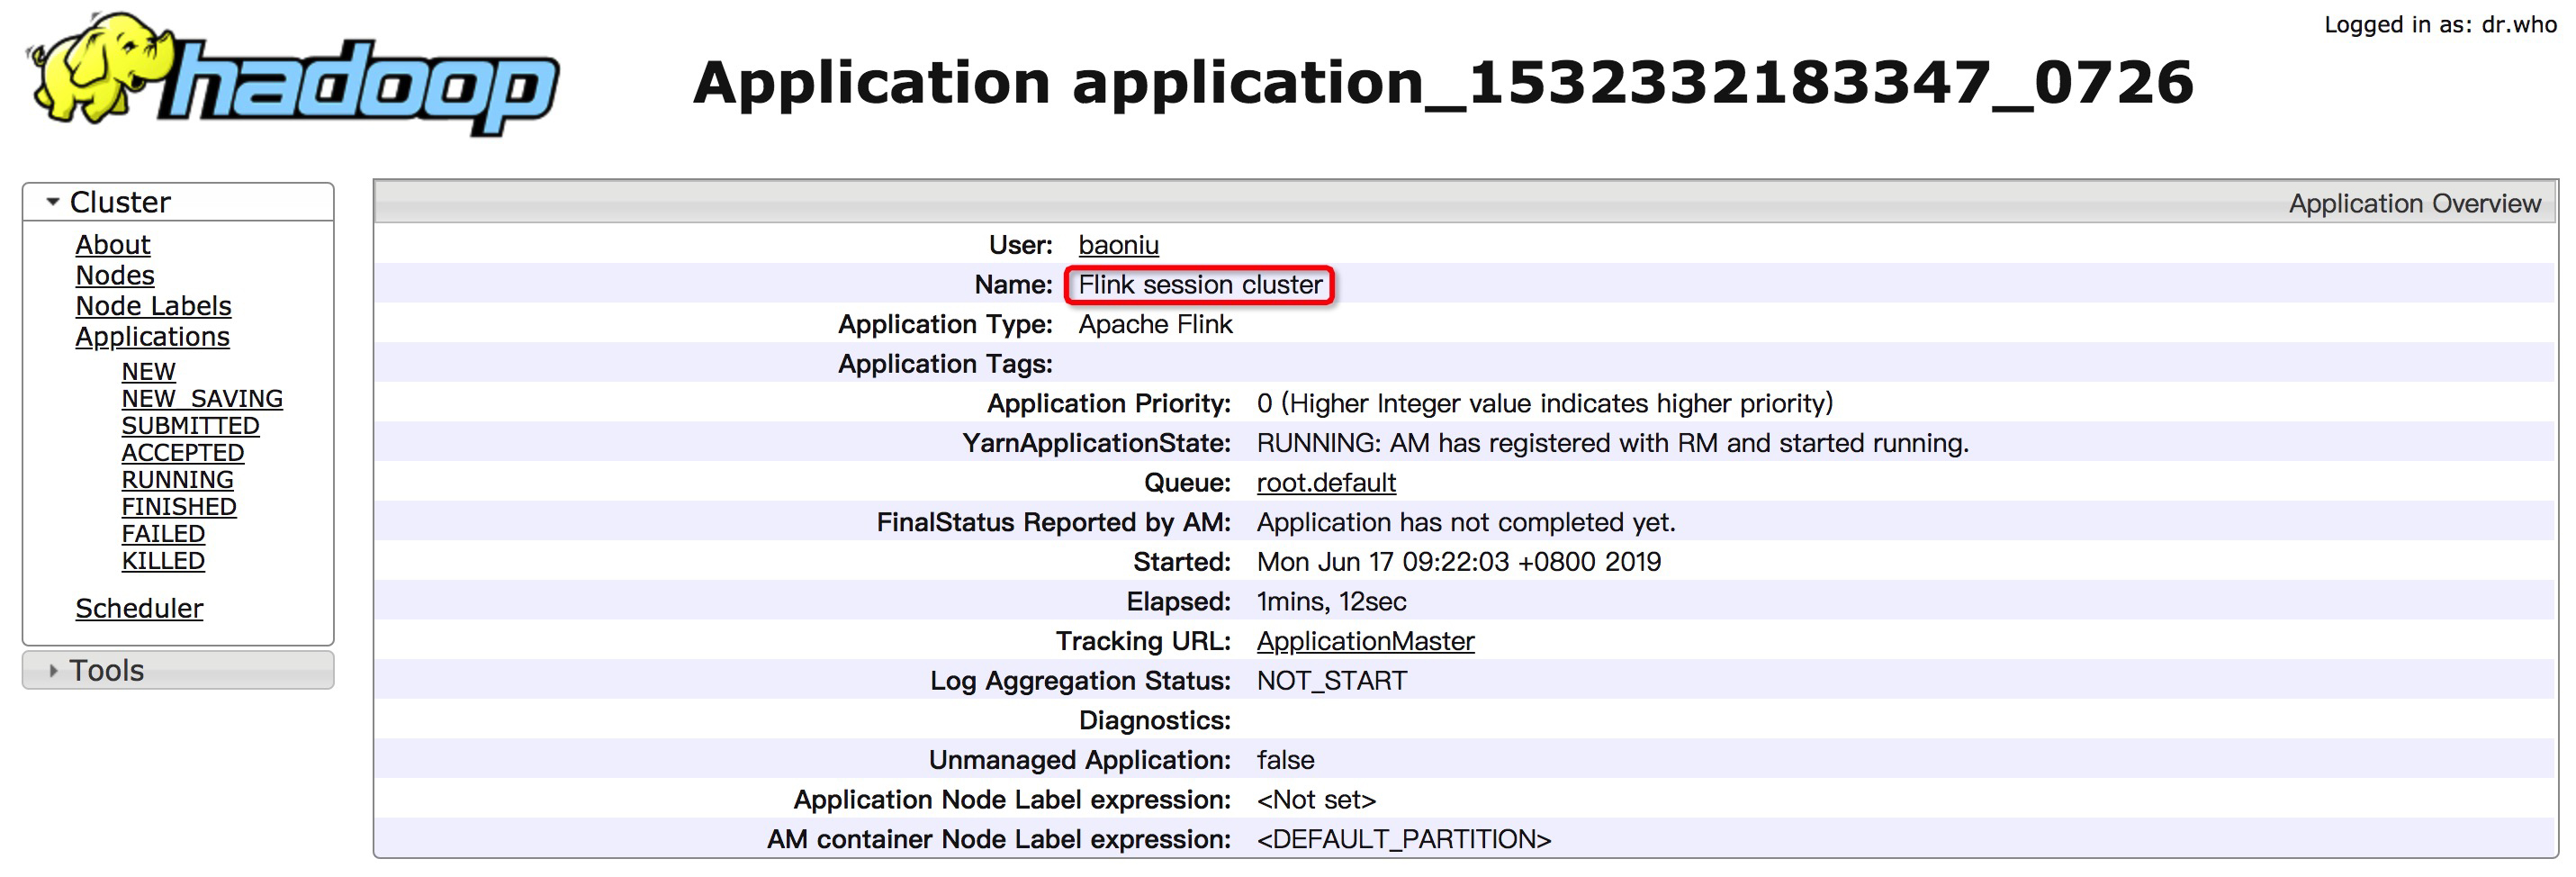 Logged in as: dr.who
hadoop
Application application_1532332183347_0726
Cluster
About
Nodes
Node Labels
Applications
NEW
NEW_SAVING
SUBMITTED
ACCEPTED
RUNNING
FINISHED
FAILED
KILLED
Scheduler
Tools
Application Overview
User: baoniu
Name: Flink session cluster
Application Type: Apache Flink
Application Tags:
Application Priority: 0 (Higher Integer value indicates higher priority)
YarnApplicationState: RUNNING: AM has registered with RM and started running.
Queue: root.default
FinalStatus Reported by AM: Application has not completed yet.
Started: Mon Jun 17 09:22:03 +0800 2019
Elapsed: 1mins, 12sec
Tracking URL: ApplicationMaster
Log Aggregation Status: NOT_START
Diagnostics:
Unmanaged Application: false
Application Node Label expression: <Not set>
AM container Node Label expression: <DEFAULT_PARTITION>